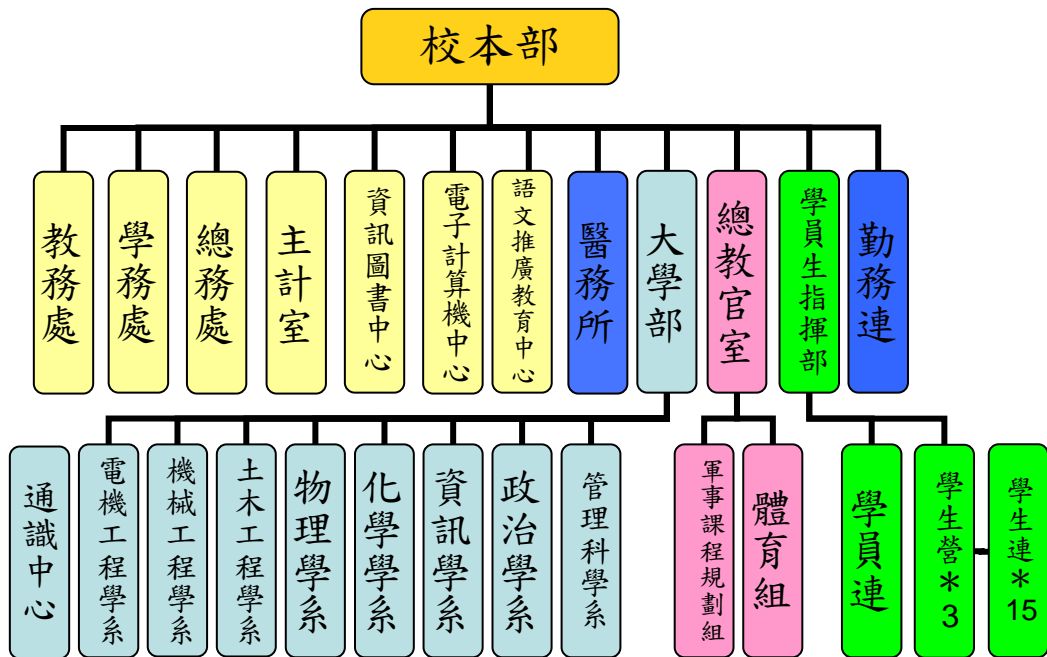 校本部
教務處
學務處
總務處
主計室
資訊圖書中心
電子計算機中心
語文推廣教育中心
醫務所
大學部
總教官室
學員生指揮部
勤務連
通識中心
電機工程學系
機械工程學系
土木工程學系
物理學系
化學學系
資訊學系
政治學系
管理科學系
軍事課程規劃組
體育組
學員連
學生營*3
學生連*15